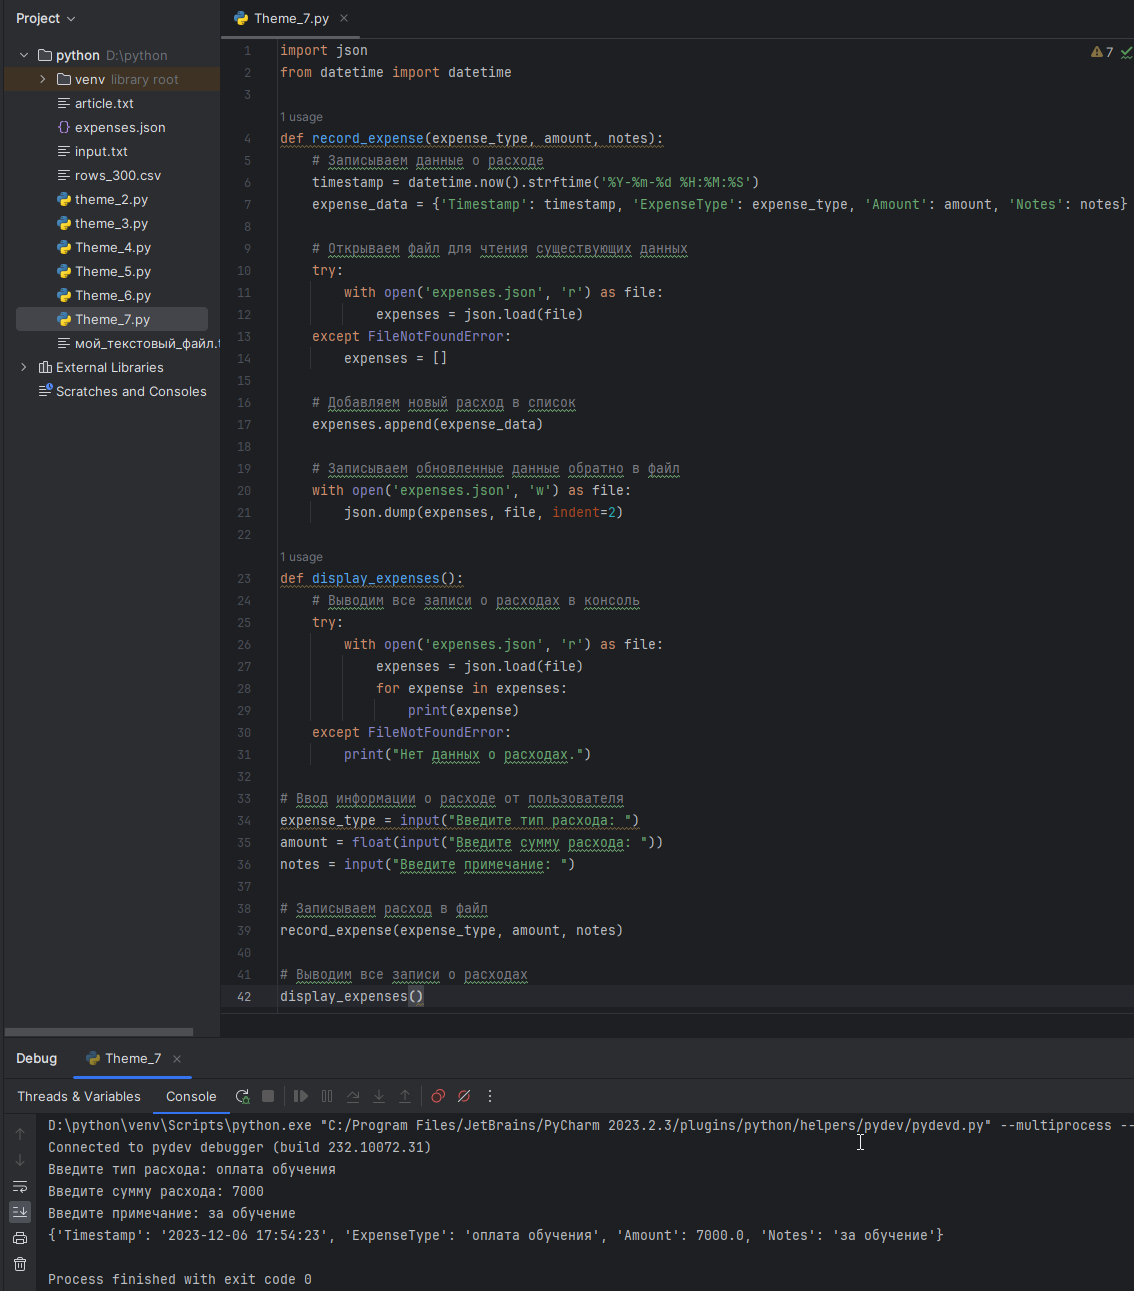 Project
python D:\python
venv library root
article.txt
expenses.json
input.txt
rows_300.csv
theme_2.py
theme_3.py
Theme_4.py
Theme_5.py
Theme_6.py
Theme_7.py
мой_текстовый_файл.
External Libraries
Scratches and Consoles
Theme_7.py
7
1 import json
2 from datetime import datetime
3
1 usage
4 def record_expense(expense_type, amount, notes):
5 # Записываем данные о расходе
6 timestamp = datetime.now().strftime('%Y-%m-%d %H:%M:%S')
7 expense_data = {'Timestamp': timestamp, 'ExpenseType': expense_type, 'Amount': amount, 'Notes': notes}
8
9 # Открываем файл для чтения существующих данных
10 try:
11 with open('expenses.json', 'r') as file:
12 expenses = json.load(file)
13 except FileNotFoundError:
14 expenses = []
15
16 # Добавляем новый расход в список
17 expenses.append(expense_data)
18
19 # Записываем обновленные данные обратно в файл
20 with open('expenses.json', 'w') as file:
21 json.dump(expenses, file, indent=2)
22
1 usage
23 def display_expenses():
24 # Выводим все записи о расходах в консоль
25 try:
26 with open('expenses.json', 'r') as file:
27 expenses = json.load(file)
28 for expense in expenses:
29 print(expense)
30 except FileNotFoundError:
31 print("Нет данных о расходах.")
32
33 # Ввод информации о расходе от пользователя
34 expense_type = input("Введите тип расхода: ")
35 amount = float(input("Введите сумму расхода: "))
36 notes = input("Введите примечание: ")
37
38 # Записываем расход в файл
39 record_expense(expense_type, amount, notes)
40
41 # Выводим все записи о расходах
42 display_expenses()
Debug Theme_7
Threads & Variables Console
D:\python\venv\Scripts\python.exe "C:/Program Files/JetBrains/PyCharm 2023.2.3/plugins/python/helpers/pydev/pydevd.py" --multiprocess --
Connected to pydev debugger (build 232.10072.31)
Введите тип расхода: оплата обучения
Введите сумму расхода: 7000
Введите примечание: за обучение
{'Timestamp': '2023-12-06 17:54:23', 'ExpenseType': 'оплата обучения', 'Amount': 7000.0, 'Notes': 'за обучение'}
Process finished with exit code 0